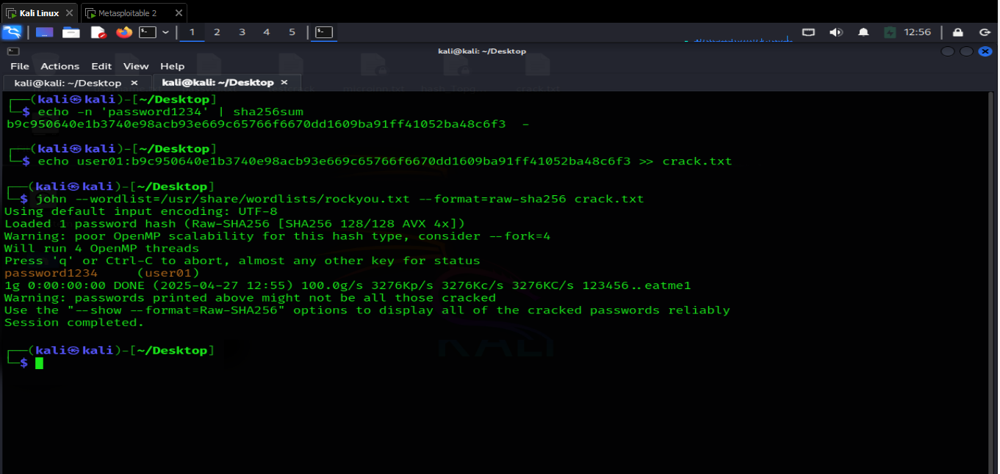 Kali Linux
Metasploitable 2
1 2 3 4 5
12:56
kali@kali: ~/Desktop
File Actions Edit View Help
kali@kali: ~/Desktop
kali@kali: ~/Desktop
┌──(kali㉿kali)-[~/Desktop]
└─$ echo -n 'password1234' | sha256sum
b9c950640e1b3740e98acb93e669c65766f6670dd1609ba91ff41052ba48c6f3  -
┌──(kali㉿kali)-[~/Desktop]
└─$ echo user01:b9c950640e1b3740e98acb93e669c65766f6670dd1609ba91ff41052ba48c6f3 >> crack.txt
┌──(kali㉿kali)-[~/Desktop]
└─$ john --wordlist=/usr/share/wordlists/rockyou.txt --format=raw-sha256 crack.txt
Using default input encoding: UTF-8
Loaded 1 password hash (Raw-SHA256 [SHA256 128/128 AVX 4x])
Warning: poor OpenMP scalability for this hash type, consider --fork=4
Will run 4 OpenMP threads
Press 'q' or Ctrl-C to abort, almost any other key for status
password1234     (user01)
1g 0:00:00:00 DONE (2025-04-27 12:55) 100.0g/s 3276Kp/s 3276Kc/s 3276KC/s 123456..eatme1
Warning: passwords printed above might not be all those cracked
Use the "--show --format=Raw-SHA256" options to display all of the cracked passwords reliably
Session completed.
┌──(kali㉿kali)-[~/Desktop]
└─$
KALI